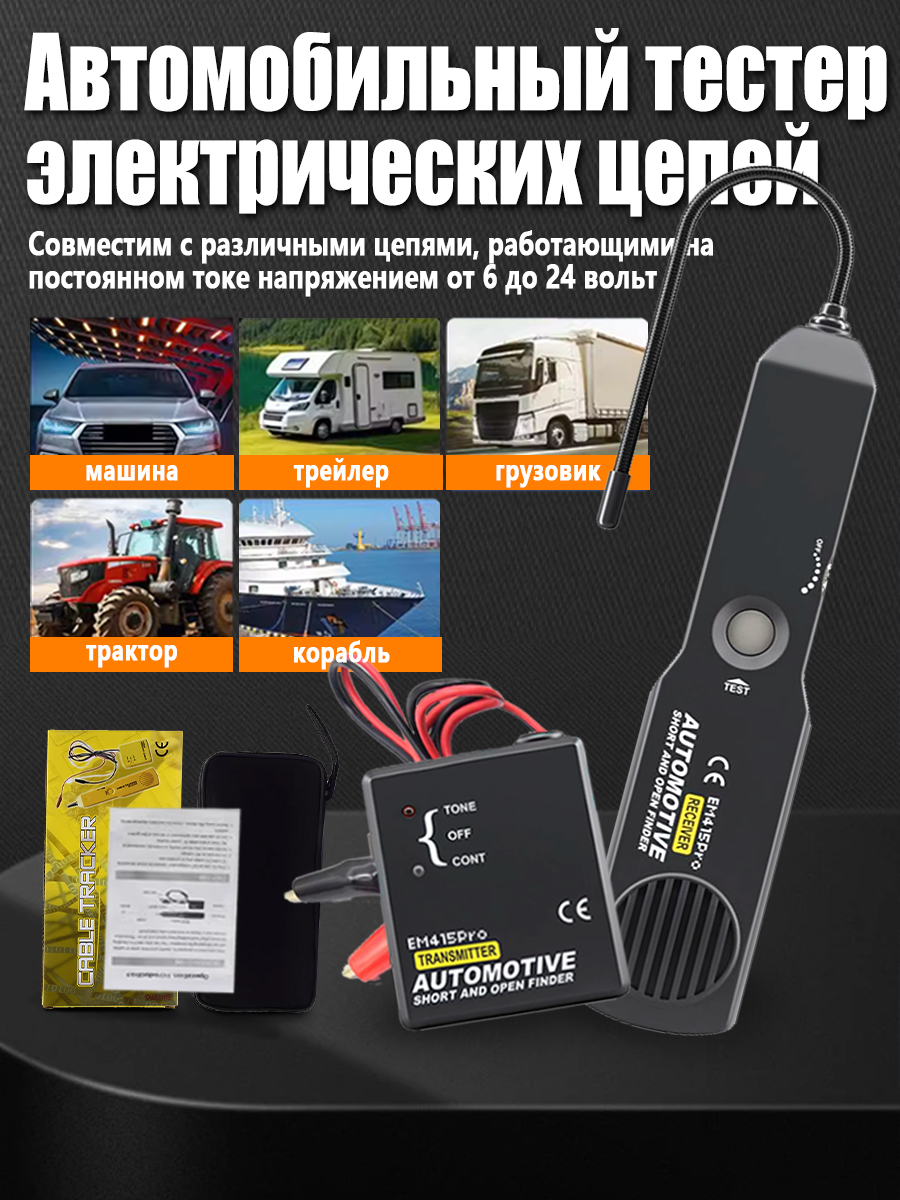 Автомобильный тестер
электрических цепей
Совместим с различными цепями, работающими на
постоянном токе напряжением от 6 до 24 вольт
машина
трейлер
грузовик
трактор
корабль
OFF
TEST
CE
EM415pro
RECEIVER
AUTOMOTIVE
SHORT AND OPEN FINDER
TONE
OFF
CONT
CE
EM415Pro
TRANSMITTER
AUTOMOTIVE
SHORT AND OPEN FINDER
CE
CABLE TRACKER